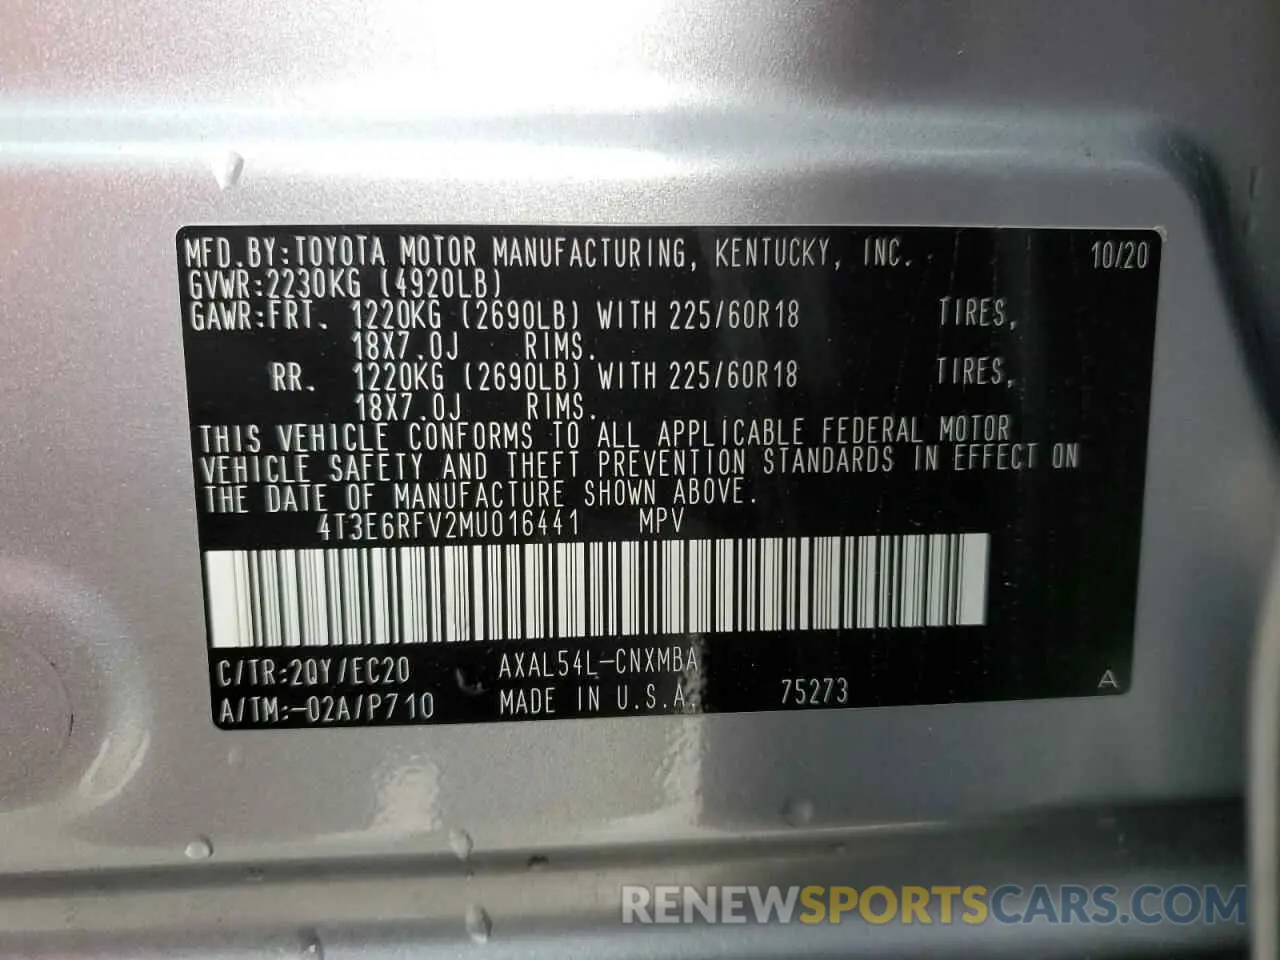 MFD.BY:TOYOTA MOTOR MANUFACTURING, KENTUCKY, INC. 10/20
GVWR:2230KG (4920LB)
GAWR:FRT. 1220KG (2690LB) WITH 225/60R18 TIRES,
18X7.0J RIMS.
RR. 1220KG (2690LB) WITH 225/60R18 TIRES,
18X7.0J RIMS.
THIS VEHICLE CONFORMS TO ALL APPLICABLE FEDERAL MOTOR
VEHICLE SAFETY AND THEFT PREVENTION STANDARDS IN EFFECT ON
THE DATE OF MANUFACTURE SHOWN ABOVE.
4T3E6RFV2MU016441 MPV
C/TR:2QY/EC20 AXAL54L-CNXMBA
A/TM:-02A/P710 MADE IN U.S.A. 75273 A
RENEWSPORTSCARS.COM